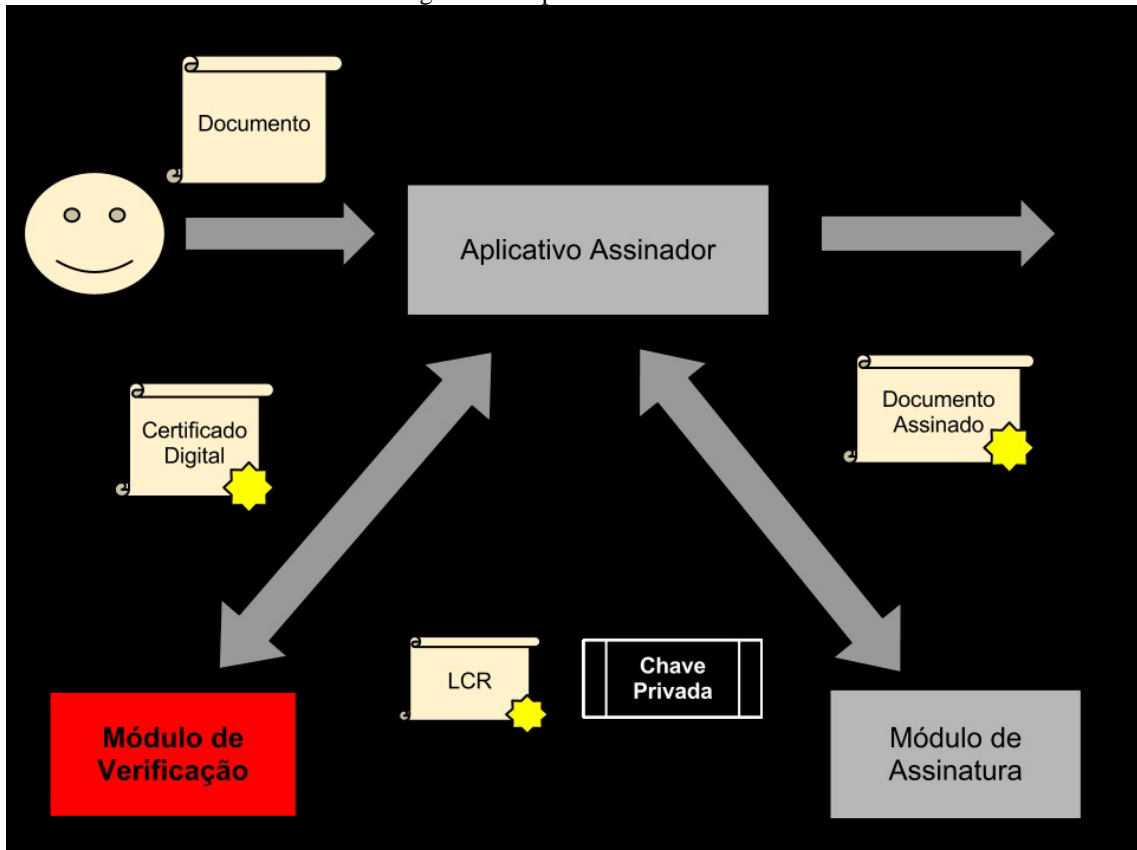 Documento
Aplicativo Assinador
Certificado
Digital
Documento
Assinado
LCR
Chave
Privada
Módulo de
Verificação
Módulo de
Assinatura